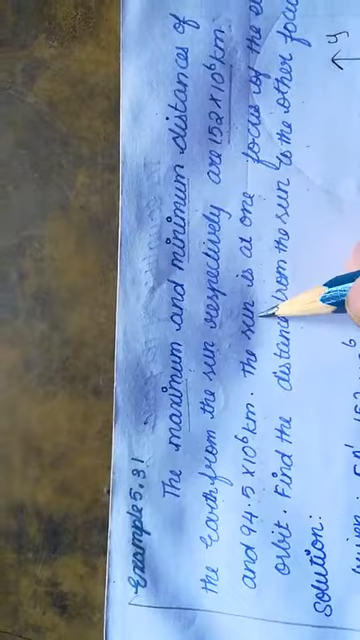 Example 5.31
The maximum and minimum distances of
the Earth from the sun respectively are 152 X 10⁶ km
and 94.5 X 10⁶ km. The sun is at one focus of the
orbit. Find the distance from the sun to the other
Solution:
y